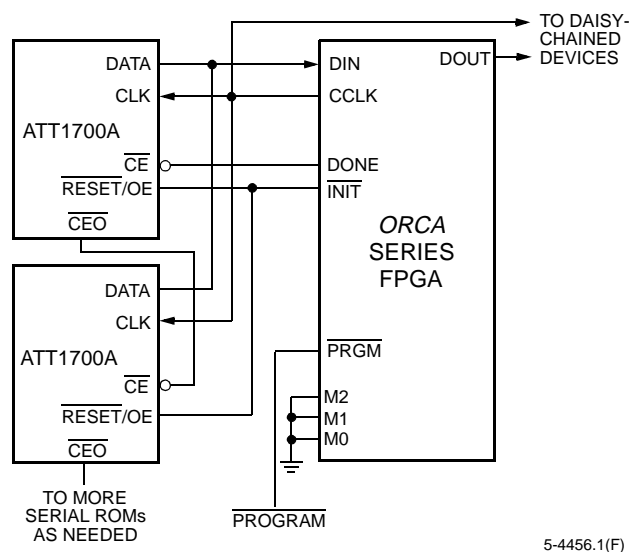 TO DAISY-
CHAINED
DEVICES
DATA
CLK
ATT1700A
CE
RESET/OE
CEO
DIN
DOUT
CCLK
DONE
INIT
ORCA
SERIES
FPGA
PRGM
M2
M1
M0
DATA
CLK
ATT1700A
CE
RESET/OE
CEO
TO MORE
SERIAL ROMs
AS NEEDED
PROGRAM
5-4456.1(F)